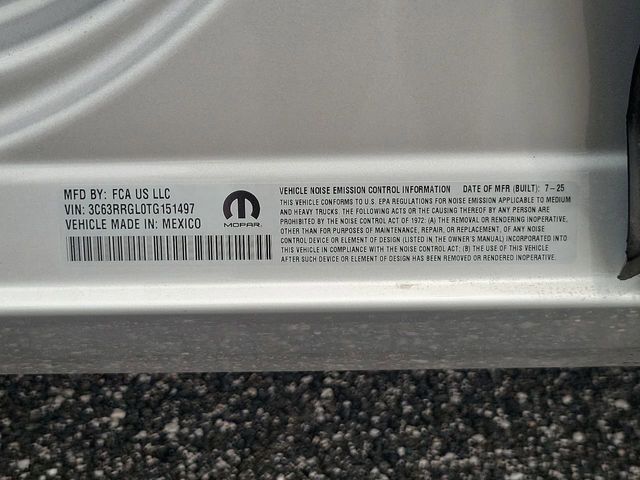 MFD BY: FCA US LLC
VIN: 3C63RRGL0TG151497
VEHICLE MADE IN: MEXICO
MOPAR.
VEHICLE NOISE EMISSION CONTROL INFORMATION DATE OF MFR (BUILT): 7-25
THIS VEHICLE CONFORMS TO U.S. EPA REGULATIONS FOR NOISE EMISSION APPLICABLE TO MEDIUM
AND HEAVY TRUCKS. THE FOLLOWING ACTS OR THE CAUSING THEREOF BY ANY PERSON ARE
PROHIBITED BY THE NOISE CONTROL ACT OF 1972: (A) THE REMOVAL OR RENDERING INOPERATIVE,
OTHER THAN FOR PURPOSES OF MAINTENANCE, REPAIR, OR REPLACEMENT, OF ANY NOISE
CONTROL DEVICE OR ELEMENT OF DESIGN (LISTED IN THE OWNER'S MANUAL) INCORPORATED INTO
THIS VEHICLE IN COMPLIANCE WITH THE NOISE CONTROL ACT; (B) THE USE OF THIS VEHICLE
AFTER SUCH DEVICE OR ELEMENT OF DESIGN HAS BEEN REMOVED OR RENDERED INOPERATIVE.